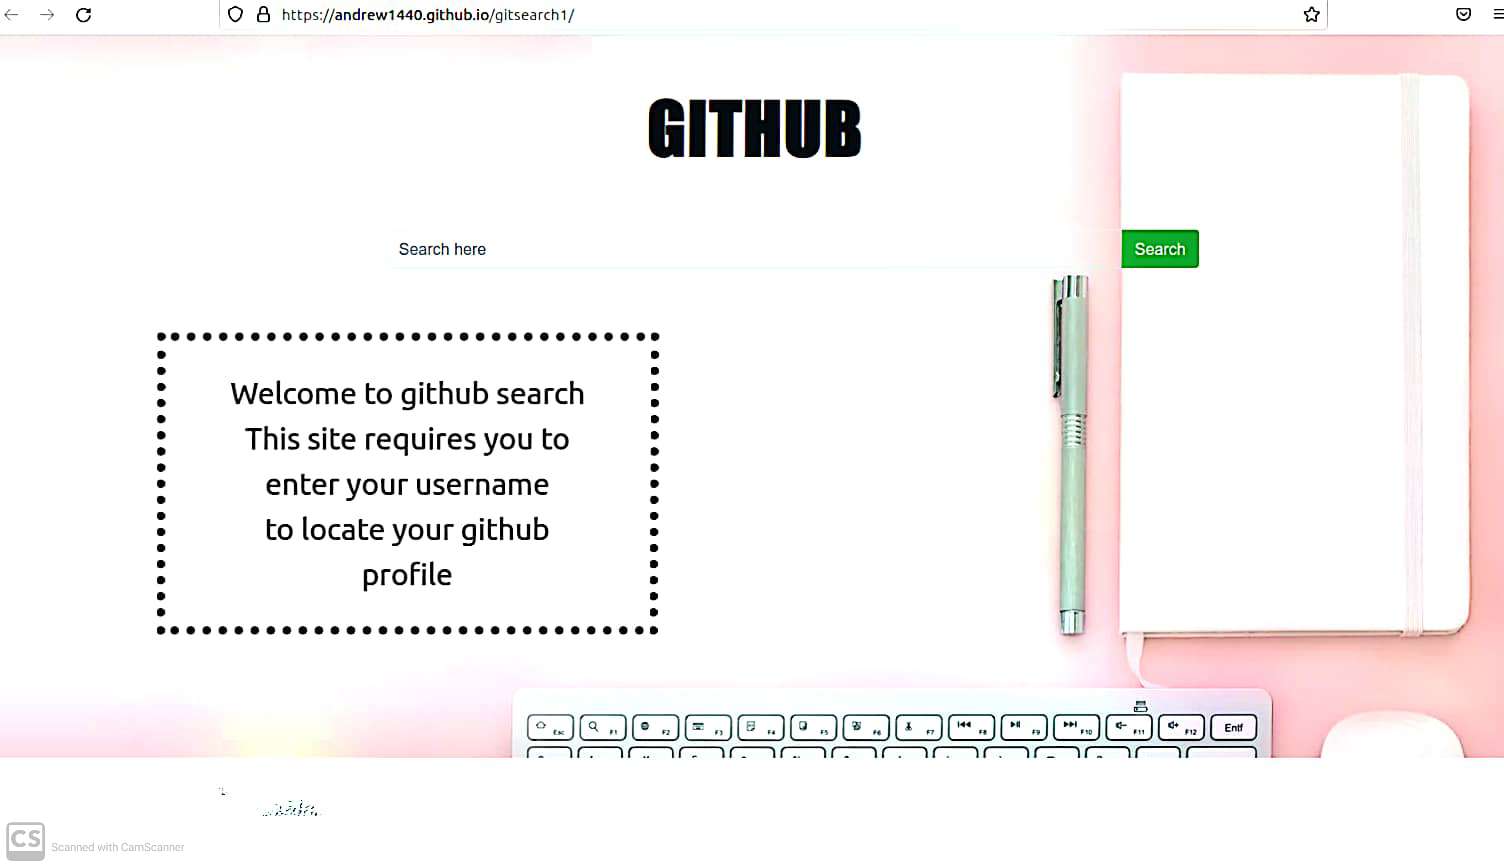 https://andrew1440.github.io/gitsearch1/
GITHUB
Search here
Search
Welcome to github search
This site requires you to
enter your username
to locate your github
profile
Esc F1 F2 F3 F4 F5 F6 F7 F8 F9 F10 F11 F12 Entf
CS Scanned with CamScanner